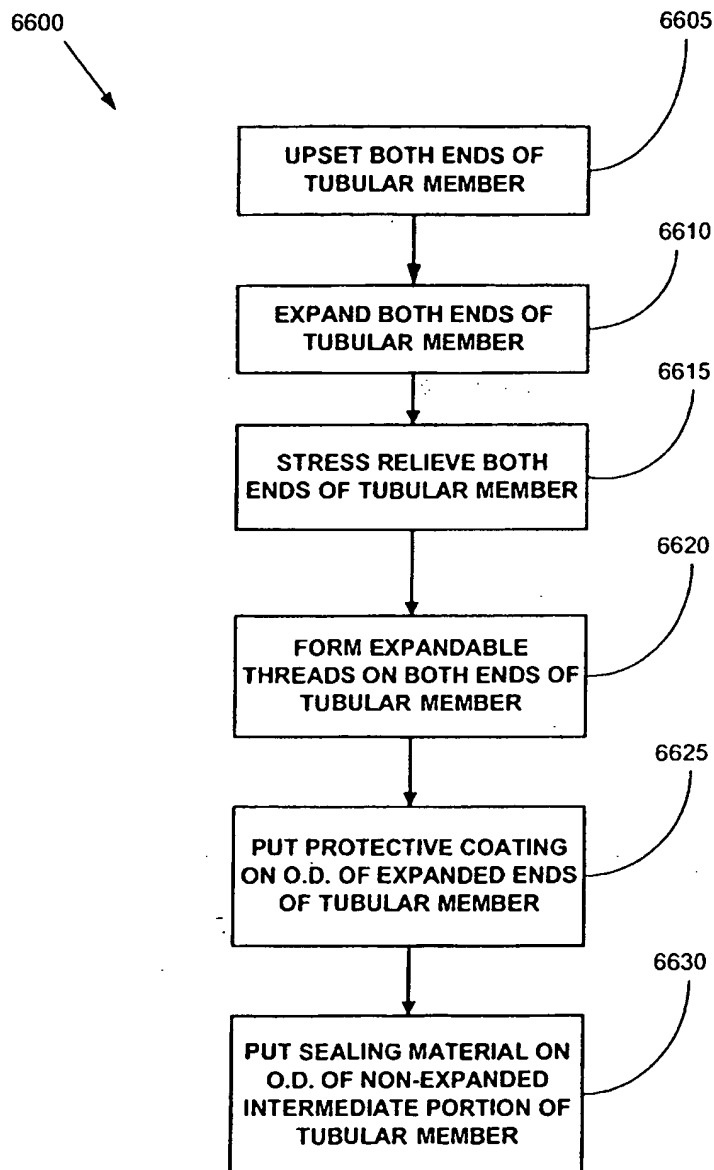 6600
6605
UPSET BOTH ENDS OF
TUBULAR MEMBER
6610
EXPAND BOTH ENDS OF
TUBULAR MEMBER
6615
STRESS RELIEVE BOTH
ENDS OF TUBULAR MEMBER
6620
FORM EXPANDABLE
THREADS ON BOTH ENDS OF
TUBULAR MEMBER
6625
PUT PROTECTIVE COATING
ON O.D. OF EXPANDED ENDS
OF TUBULAR MEMBER
6630
PUT SEALING MATERIAL ON
O.D. OF NON-EXPANDED
INTERMEDIATE PORTION OF
TUBULAR MEMBER